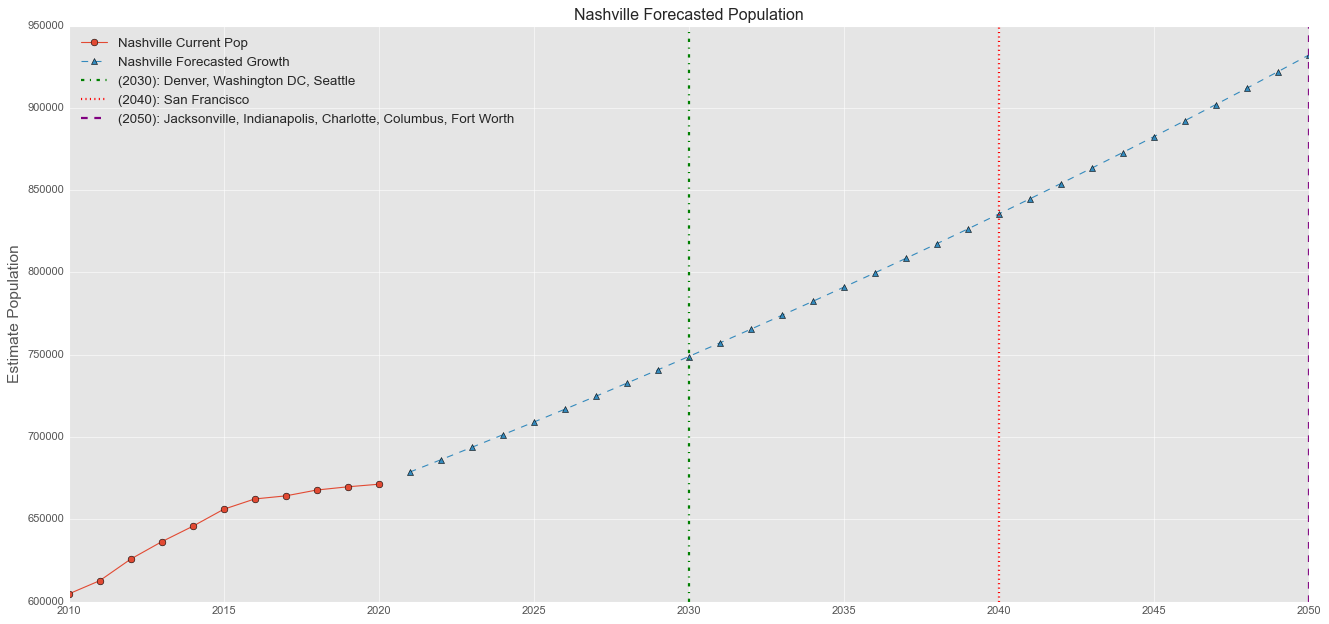 Nashville Forecasted Population
950000
900000
850000
800000
750000
700000
650000
600000
Estimate Population
Nashville Current Pop
Nashville Forecasted Growth
(2030): Denver, Washington DC, Seattle
(2040): San Francisco
(2050): Jacksonville, Indianapolis, Charlotte, Columbus, Fort Worth
2010 2015 2020 2025 2030 2035 2040 2045 2050